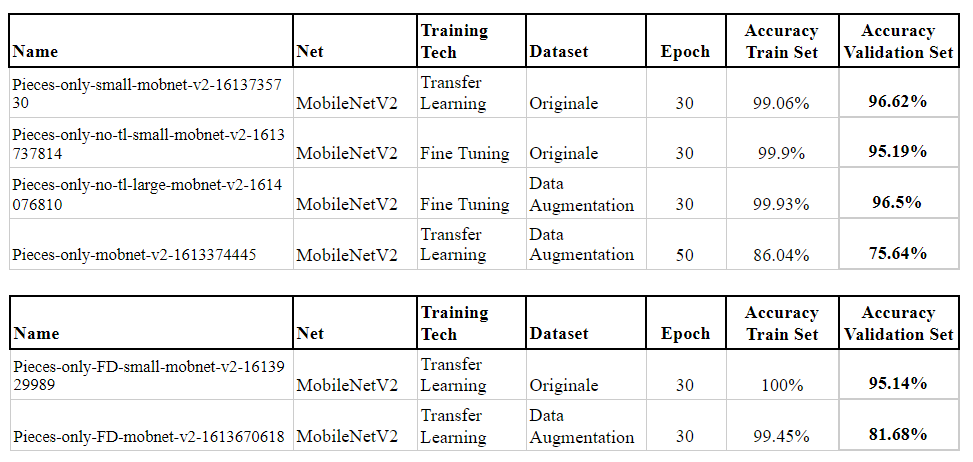 Name Net Training Tech Dataset Epoch Accuracy Train Set Accuracy Validation Set
Pieces-only-small-mobnet-v2-1613735730 MobileNetV2 Transfer Learning Originale 30 99.06% 96.62%
Pieces-only-no-tl-small-mobnet-v2-1613737814 MobileNetV2 Fine Tuning Originale 30 99.9% 95.19%
Pieces-only-no-tl-large-mobnet-v2-1614076810 MobileNetV2 Fine Tuning Data Augmentation 30 99.93% 96.5%
Pieces-only-mobnet-v2-1613374445 MobileNetV2 Transfer Learning Data Augmentation 50 86.04% 75.64%
Name Net Training Tech Dataset Epoch Accuracy Train Set Accuracy Validation Set
Pieces-only-FD-small-mobnet-v2-1613929989 MobileNetV2 Transfer Learning Originale 30 100% 95.14%
Pieces-only-FD-mobnet-v2-1613670618 MobileNetV2 Transfer Learning Data Augmentation 30 99.45% 81.68%